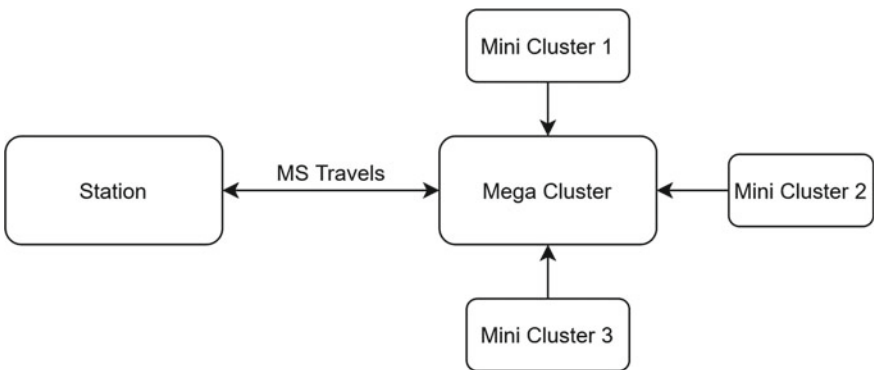 Mini Cluster 1
Station
MS Travels
Mega Cluster
Mini Cluster 2
Mini Cluster 3